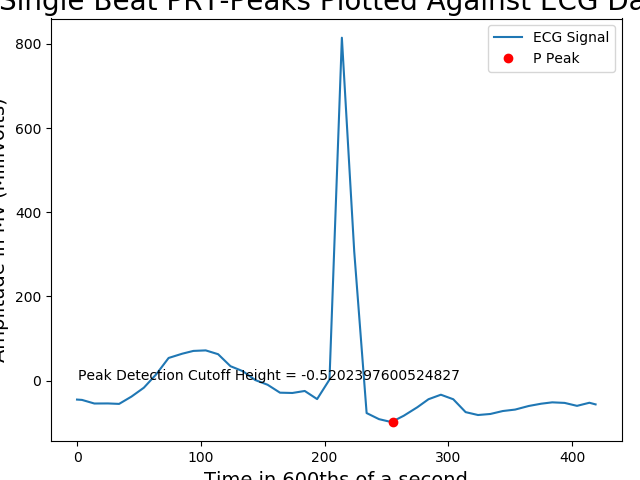 Single Beat PRT-Peaks Plotted Against ECG Da
ECG Signal
P Peak
800
600
400
200
0
Amplitude in MV (Millivolts)
Peak Detection Cutoff Height = -0.5202397600524827
0 100 200 300 400
Time in 600ths of a second